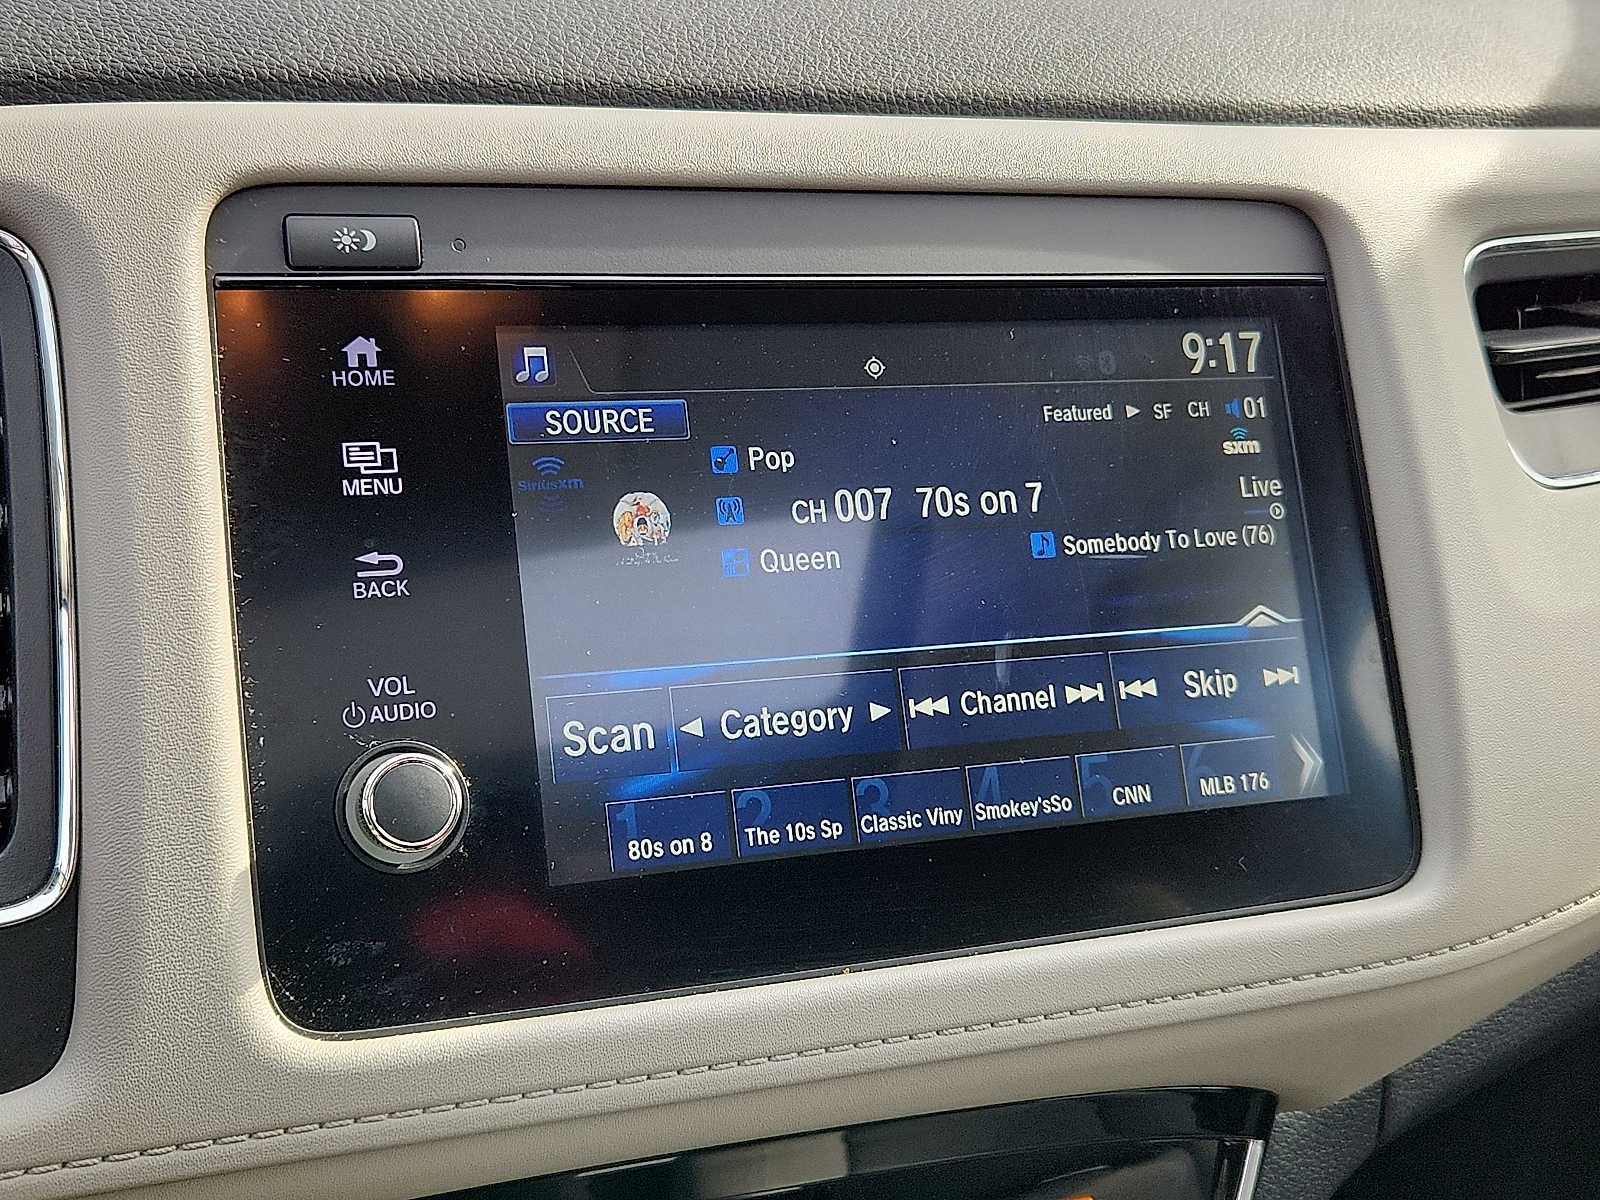 HOME
MENU
BACK
VOL
AUDIO
9:17
SOURCE
Featured ▶ SF CH 01
sxm
SiriusXM
Pop
Live
CH 007 70s on 7
Somebody To Love (76)
Queen
Scan
◀ Category ▶
Channel
Skip
1 80s on 8
2 The 10s Sp
3 Classic Viny
4 Smokey'sSo
5 CNN
6 MLB 176